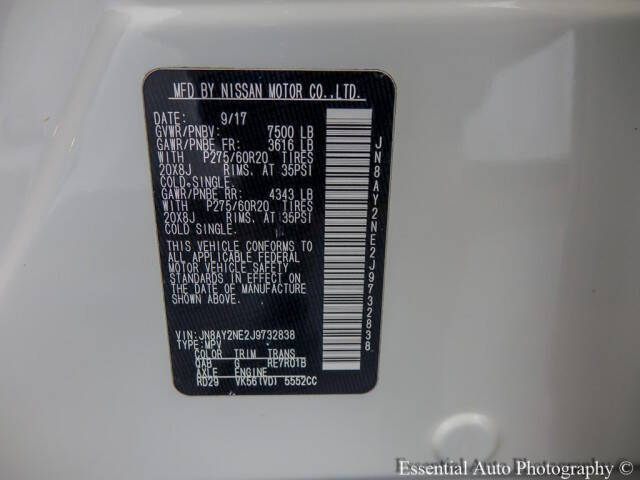 MFD BY NISSAN MOTOR CO.,LTD.
DATE: 9/17
GVWR/PNBV: 7500 LB
GAWR/PNBE FR: 3616 LB
WITH P275/60R20 TIRES
20X8J RIMS. AT 35PSI
COLD SINGLE.
GAWR/PNBE RR: 4343 LB
WITH P275/60R20 TIRES
20X8J RIMS. AT 35PSI
COLD SINGLE.
THIS VEHICLE CONFORMS TO
ALL APPLICABLE FEDERAL
MOTOR VEHICLE SAFETY
STANDARDS IN EFFECT ON
THE DATE OF MANUFACTURE
SHOWN ABOVE.
VIN: JN8AY2NE2J9732838
TYPE: MPV
COLOR TRIM TRANS
QAB G RE7R01B
AXLE ENGINE
RD29 VK56(VD) 5552CC
JN8AY2NE2J9732838
Essential Auto Photography (C)